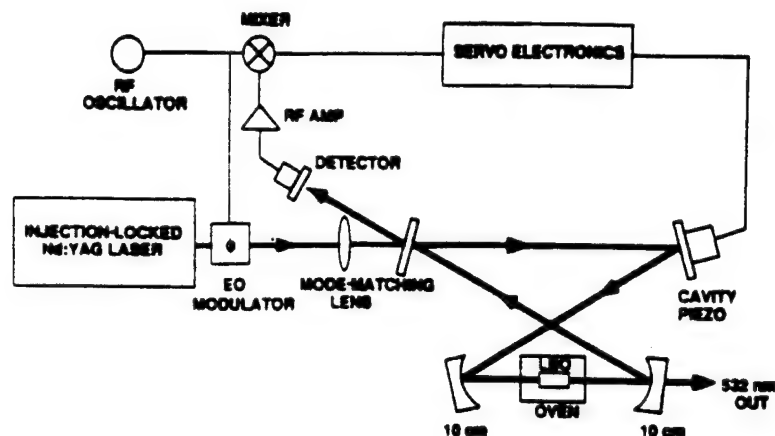 MIXER
RF
OSCILLATOR
SERVO ELECTRONICS
RF AMP
DETECTOR
INJECTION-LOCKED
Nd:YAG LASER
EO
MODULATOR
MODE-MATCHING
LENS
CAVITY
PIEZO
LBO
OVEN
532 nm
OUT
10 cm
10 cm